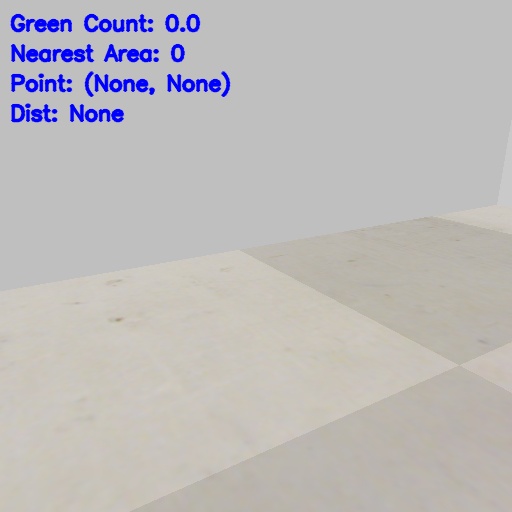 Green Count: 0.0
Nearest Area: 0
Point: (None, None)
Dist: None